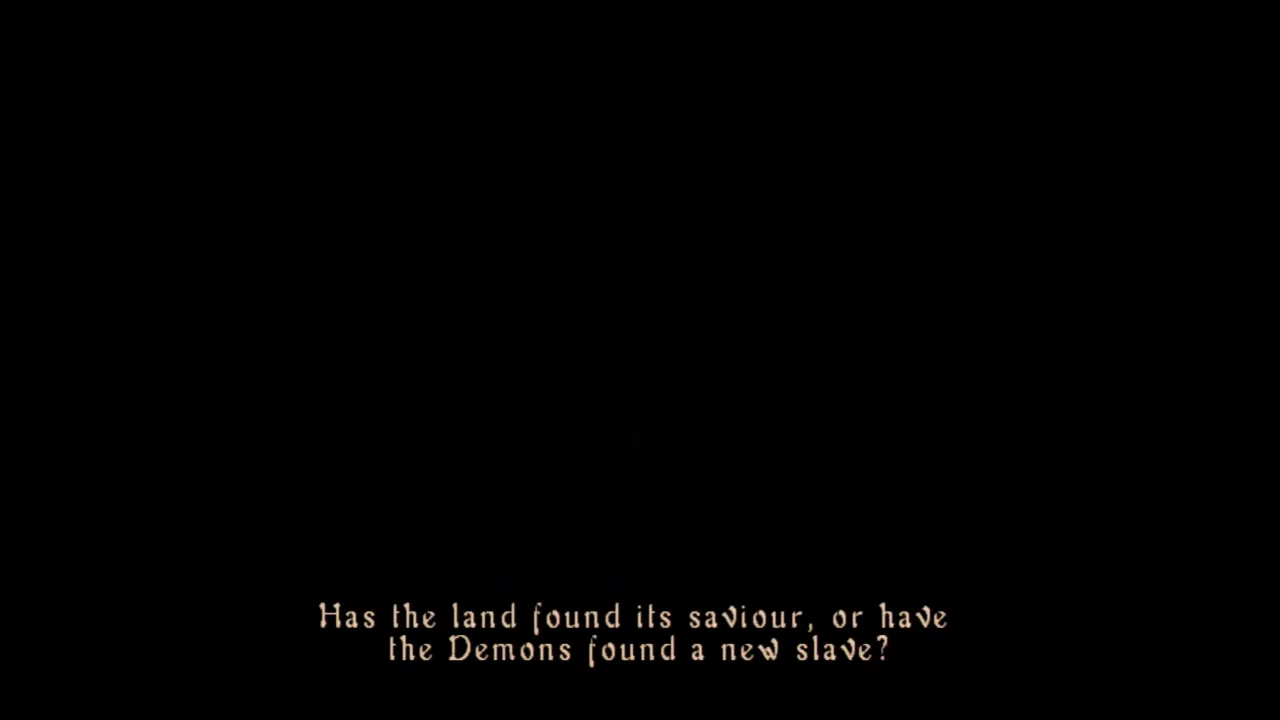 Has the land found its saviour, or have
the Demons found a new slave?